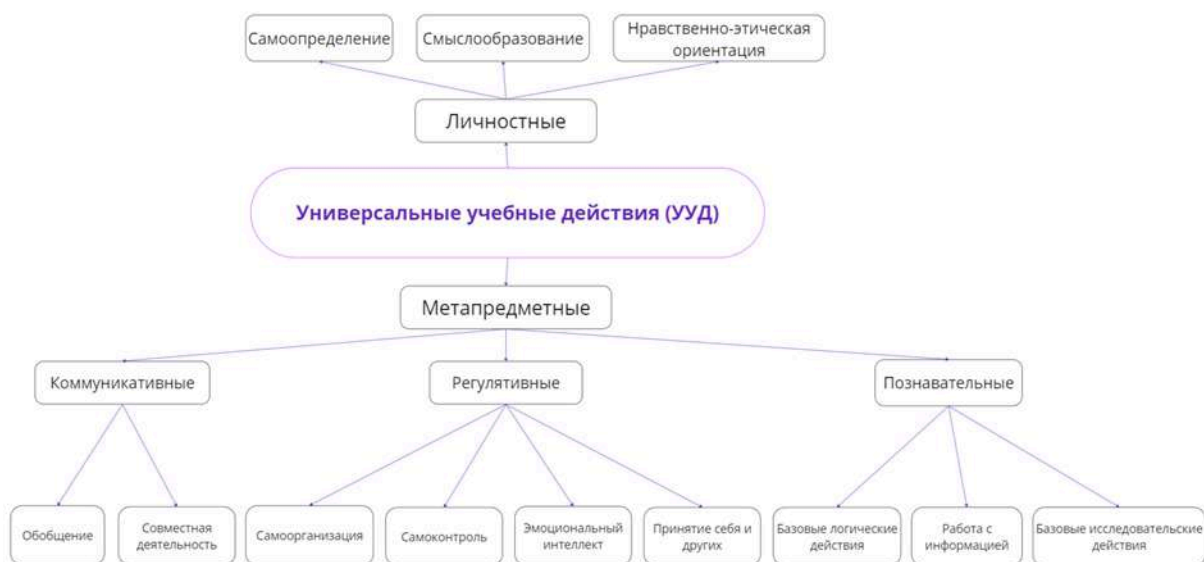 Самоопределение
Смыслообразование
Нравственно-этическая
ориентация
Личностные
Универсальные учебные действия (УУД)
Метапредметные
Коммуникативные
Регулятивные
Познавательные
Обобщение
Совместная
деятельность
Самоорганизация
Самоконтроль
Эмоциональный
интеллект
Принятие себя и
других
Базовые логические
действия
Работа с
информацией
Базовые исследовательские
действия